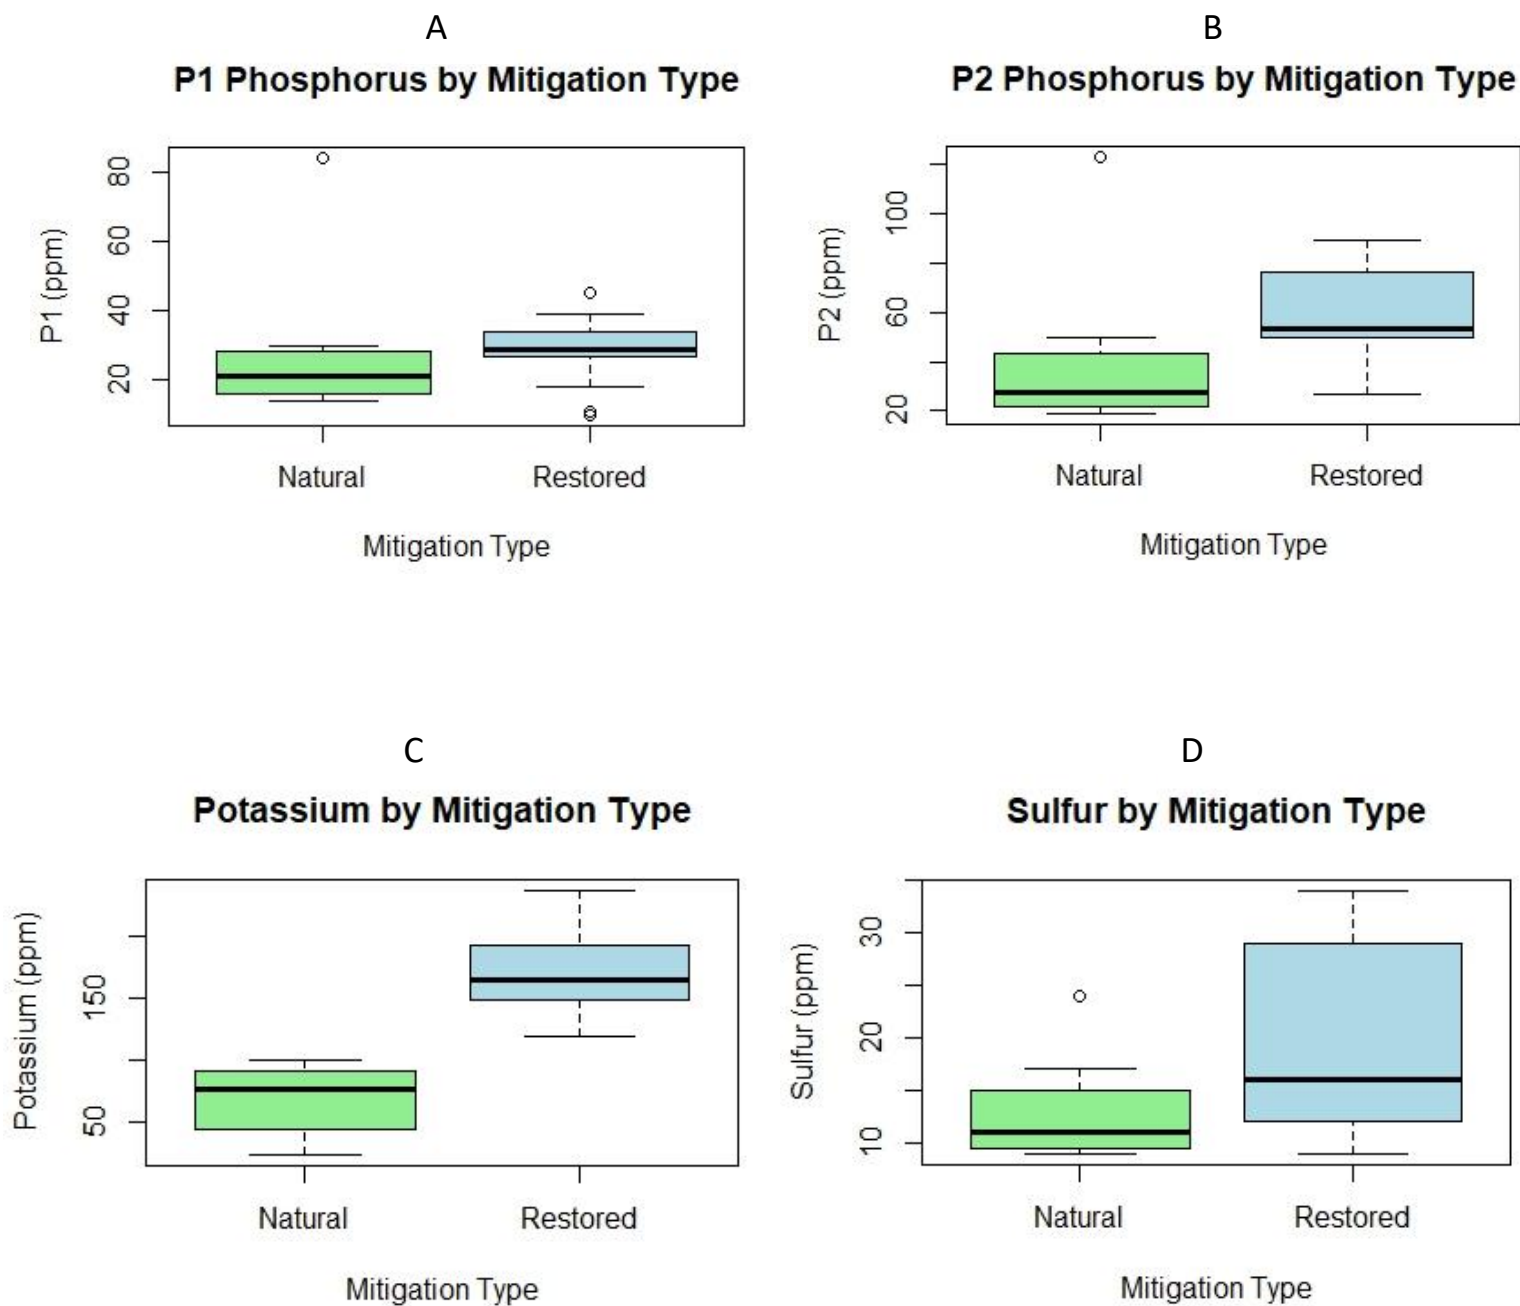 A
P1 Phosphorus by Mitigation Type
80
60
40
20
P1 (ppm)
Natural
Restored
Mitigation Type
B
P2 Phosphorus by Mitigation Type
100
60
20
P2 (ppm)
Natural
Restored
Mitigation Type
C
Potassium by Mitigation Type
150
50
Potassium (ppm)
Natural
Restored
Mitigation Type
D
Sulfur by Mitigation Type
30
20
10
Sulfur (ppm)
Natural
Restored
Mitigation Type